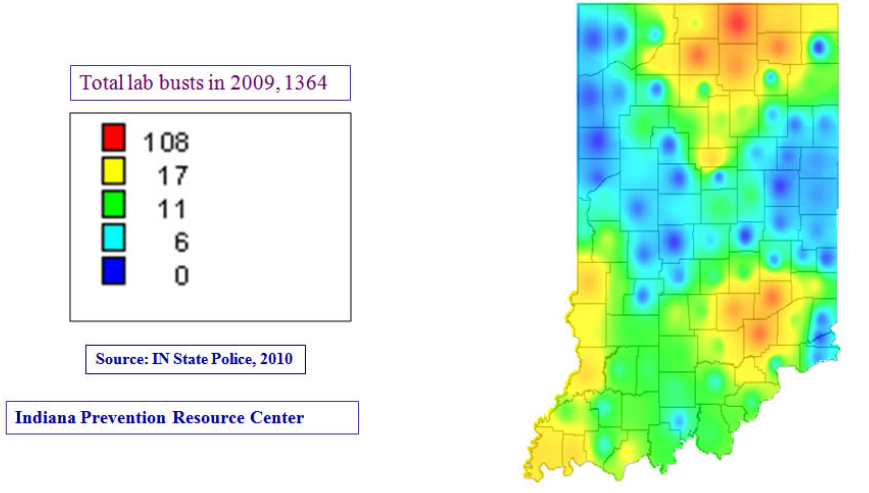 Total lab busts in 2009, 1364
108
17
11
6
0
Source: IN State Police, 2010
Indiana Prevention Resource Center